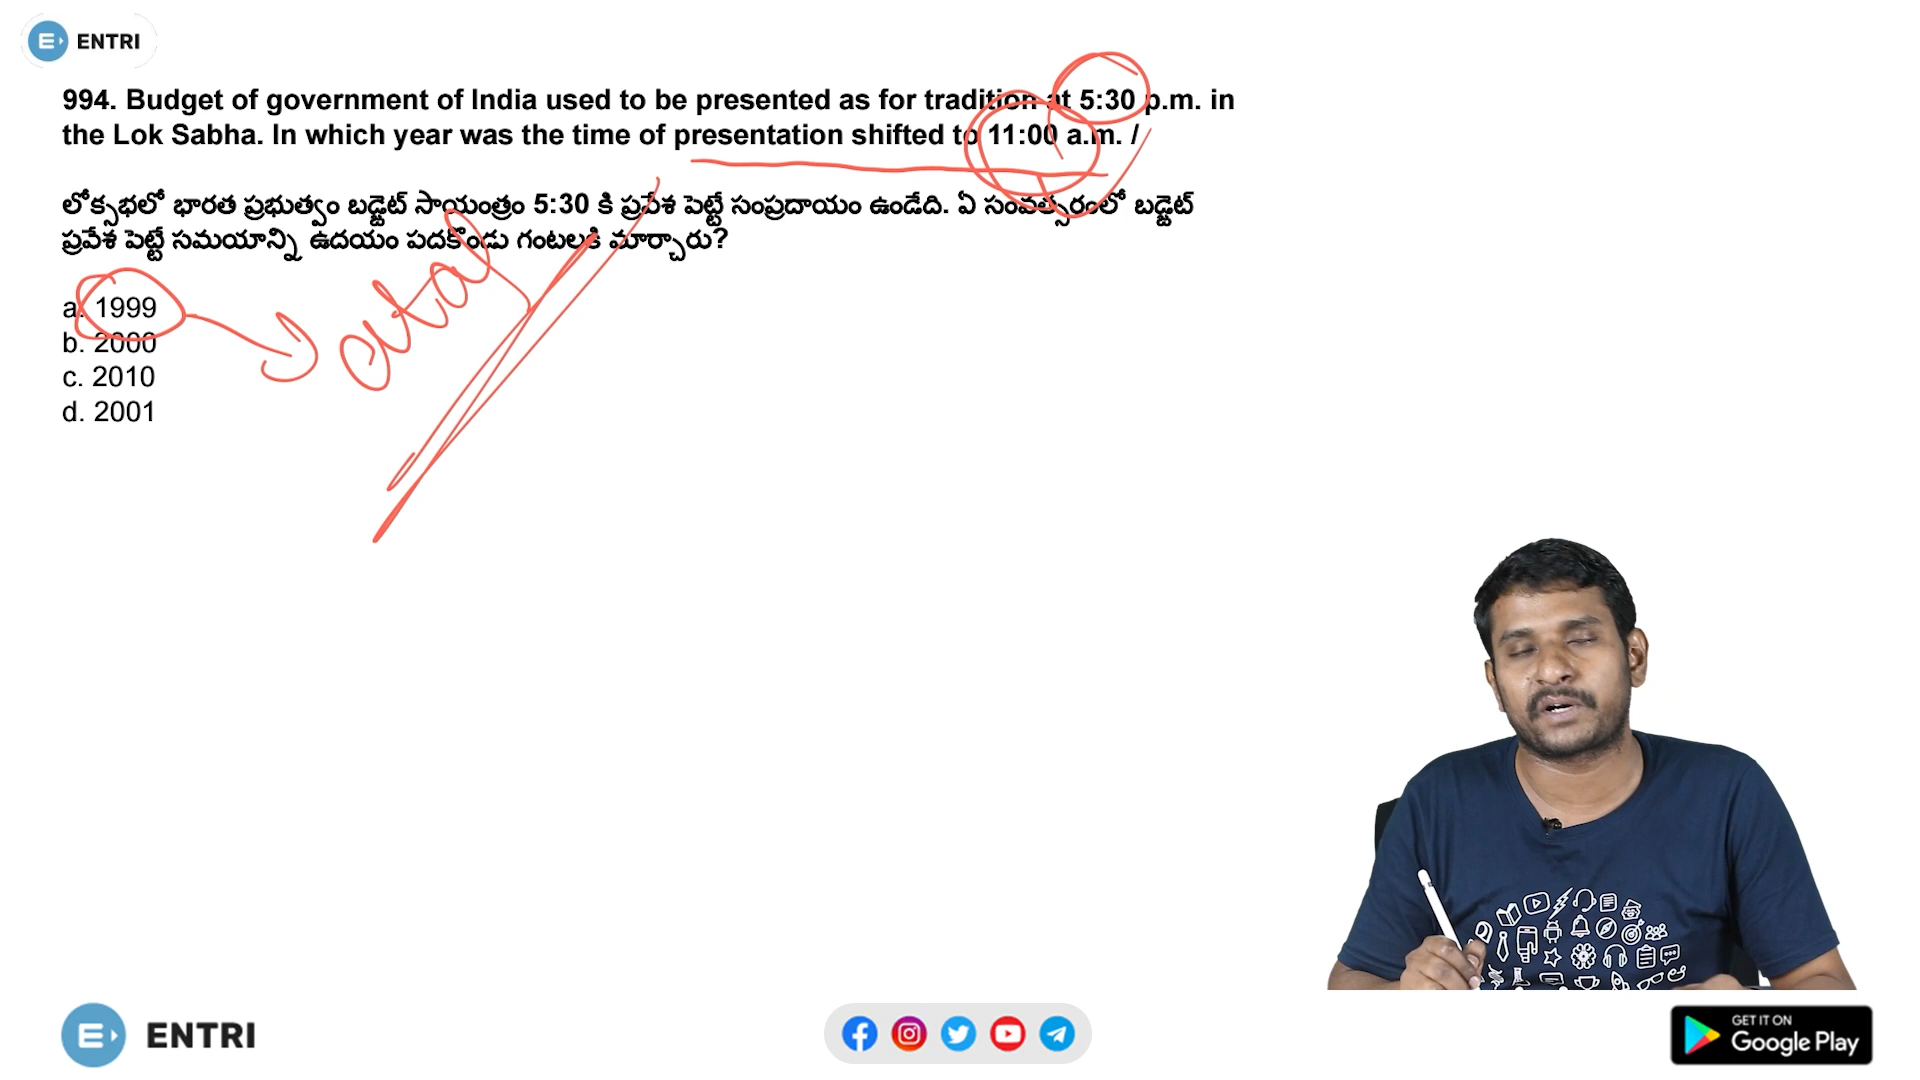 ENTRI
994. Budget of government of India used to be presented as for tradition at 5:30 p.m. in
the Lok Sabha. In which year was the time of presentation shifted to 11:00 a.m. /
లోక్సభలో భారత ప్రభుత్వం బడ్జెట్ సాయంత్రం 5:30 కి ప్రవేశ పెట్టే సంప్రదాయం ఉండేది. ఏ సంవత్సరంలో బడ్జెట్
ప్రవేశ పెట్టే సమయాన్ని ఉదయం పదకొండు గంటలకి మార్చారు?
a. 1999
b. 2000
c. 2010
d. 2001
ENTRI
GET IT ON
Google Play